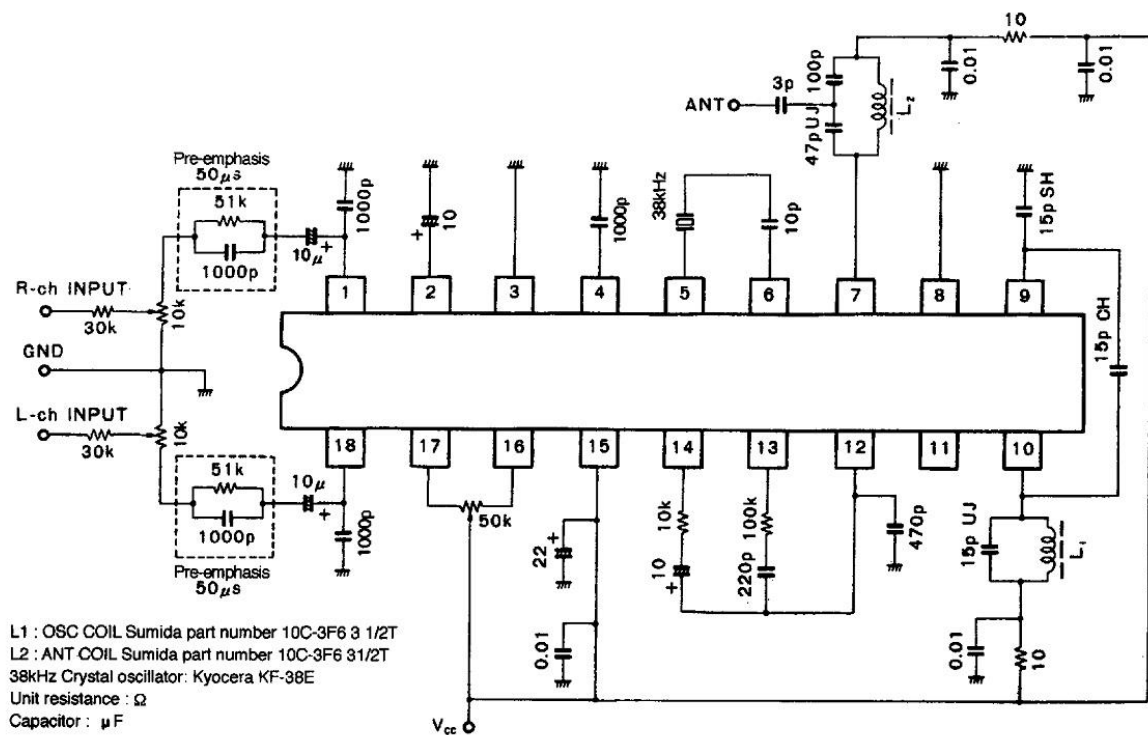 10
0.01
0.01
100p
3p
ANT
47p UJ
L₂
Pre-emphasis
50μs
51k
1000p
10μ
+
1000p
+
10
1000p
38kHz
10p
15p SH
R-ch INPUT
30k
10k
1
2
3
4
5
6
7
8
9
GND
15p CH
L-ch INPUT
30k
10k
18
17
16
15
14
13
12
11
10
51k
1000p
10μ
+
1000p
50k
Pre-emphasis
50μs
22
+
10k
10
+
100k
220p
470p
15p UJ
L₁
0.01
0.01
10
L1 : OSC COIL Sumida part number 10C-3F6 3 1/2T
L2 : ANT COIL Sumida part number 10C-3F6 31/2T
38kHz Crystal oscillator: Kyocera KF-38E
Unit resistance : Ω
Capacitor : μF
Vcc